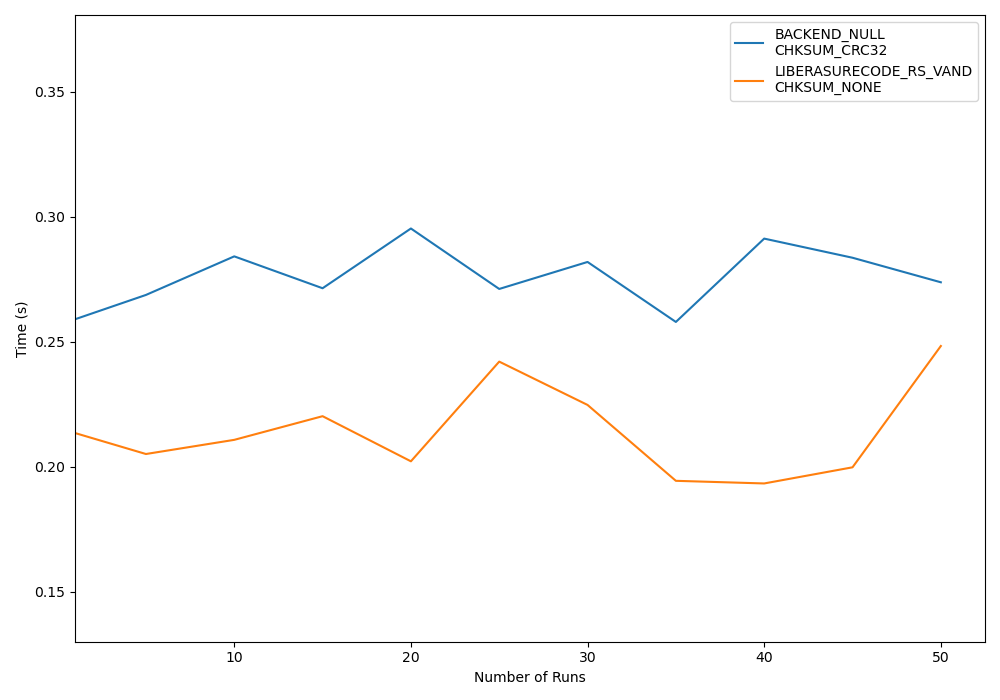 BACKEND_NULL
CHKSUM_CRC32
LIBERASURECODE_RS_VAND
CHKSUM_NONE
0.35
0.30
0.25
0.20
0.15
Time (s)
10 20 30 40 50
Number of Runs